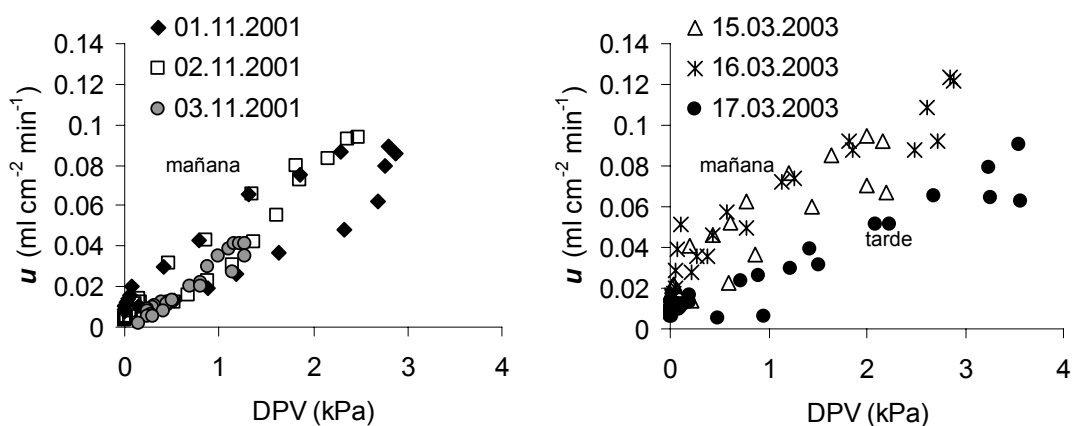 0.14
0.12
0.1
0.08
0.06
0.04
0.02
0
u (ml cm⁻² min⁻¹)
01.11.2001
02.11.2001
03.11.2001
mañana
0 1 2 3 4
DPV (kPa)
0.14
0.12
0.1
0.08
0.06
0.04
0.02
0
u (ml cm⁻² min⁻¹)
15.03.2003
16.03.2003
17.03.2003
mañana
tarde
0 1 2 3 4
DPV (kPa)